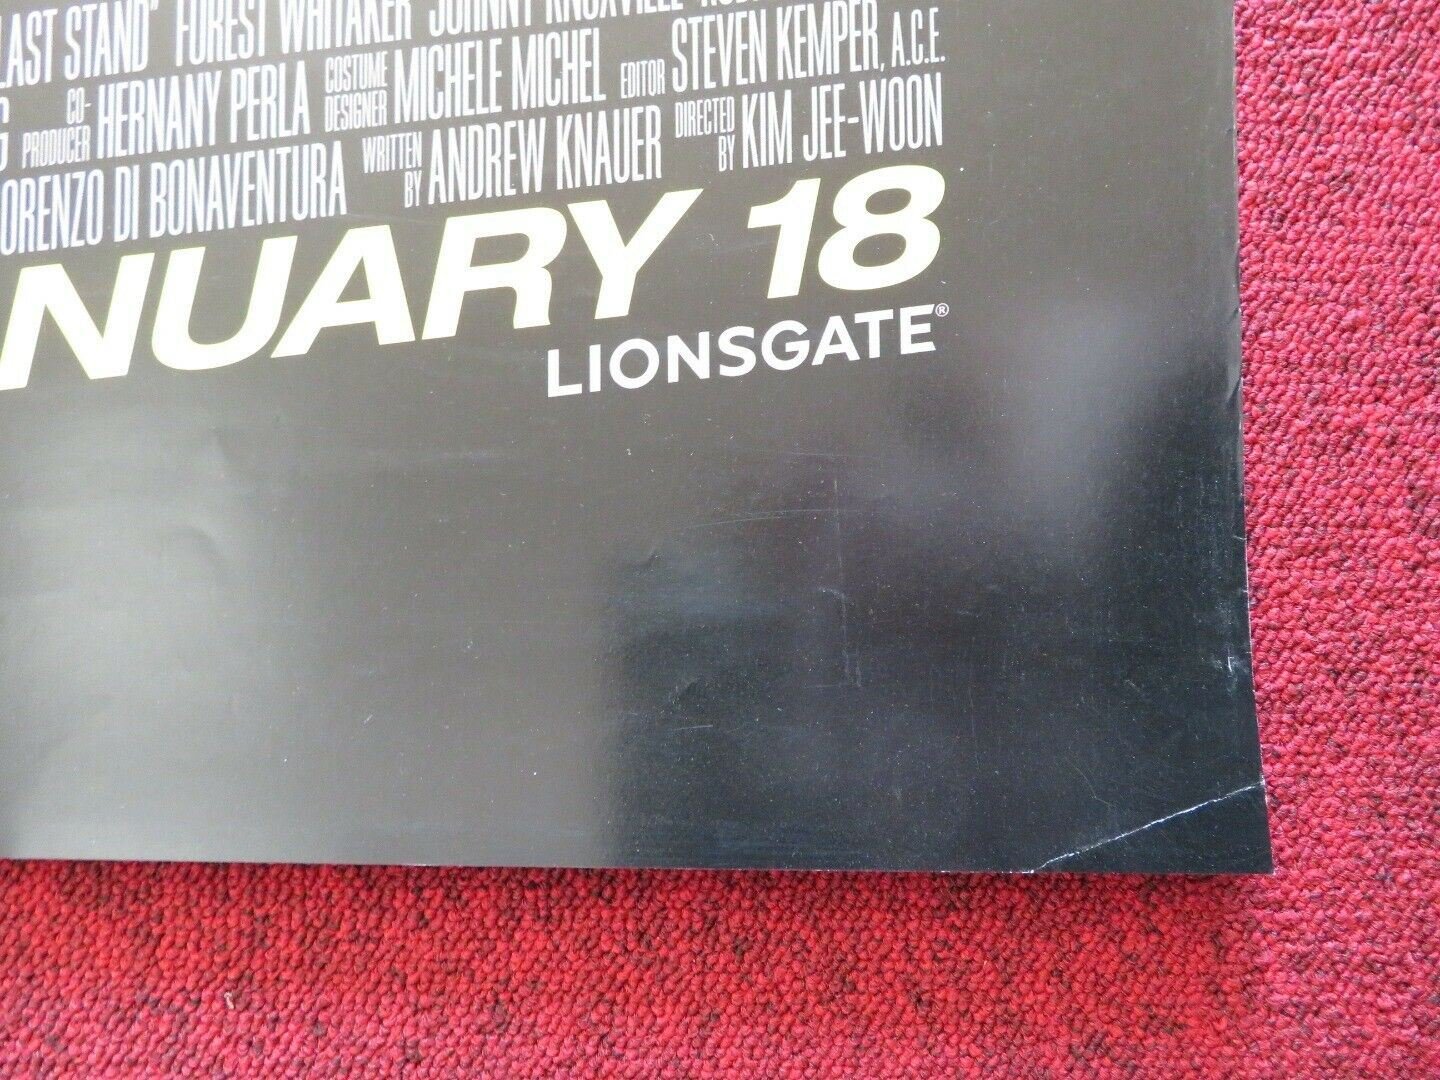 LAST STAND" FOREST WHITAKER JOHNNY KNOXVILLE
CO-PRODUCER HERNANY PERLA COSTUME DESIGNER MICHELE MICHEL EDITOR STEVEN KEMPER, A.C.E.
ORENZO DI BONAVENTURA WRITTEN BY ANDREW KNAUER DIRECTED BY KIM JEE-WOON
NUARY 18
LIONSGATE®